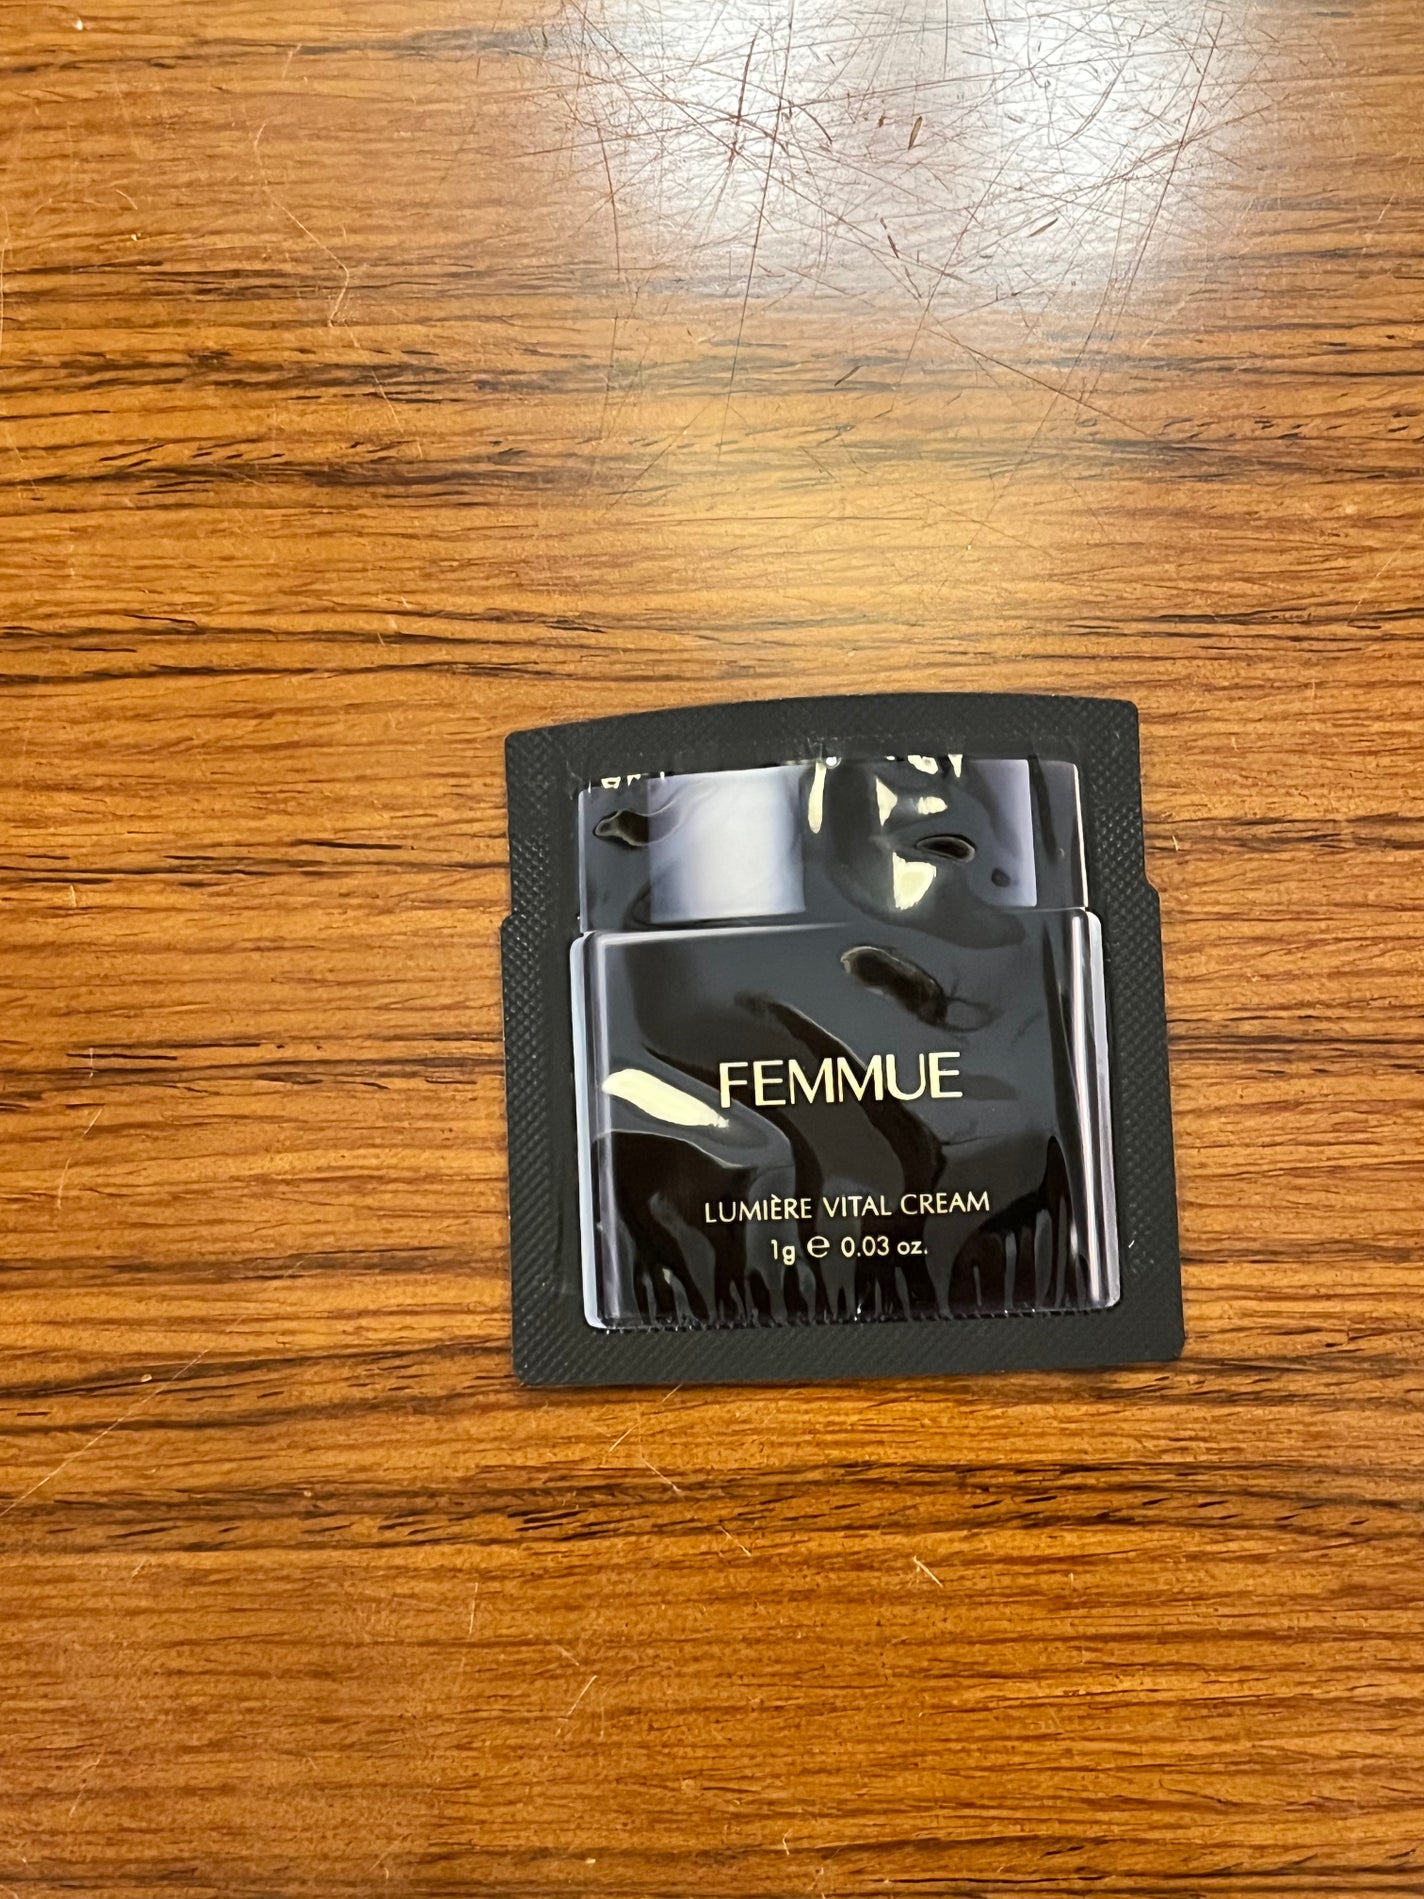 FEMMUE
LUMIÈRE VITAL CREAM
1g ℮ 0.03 oz.